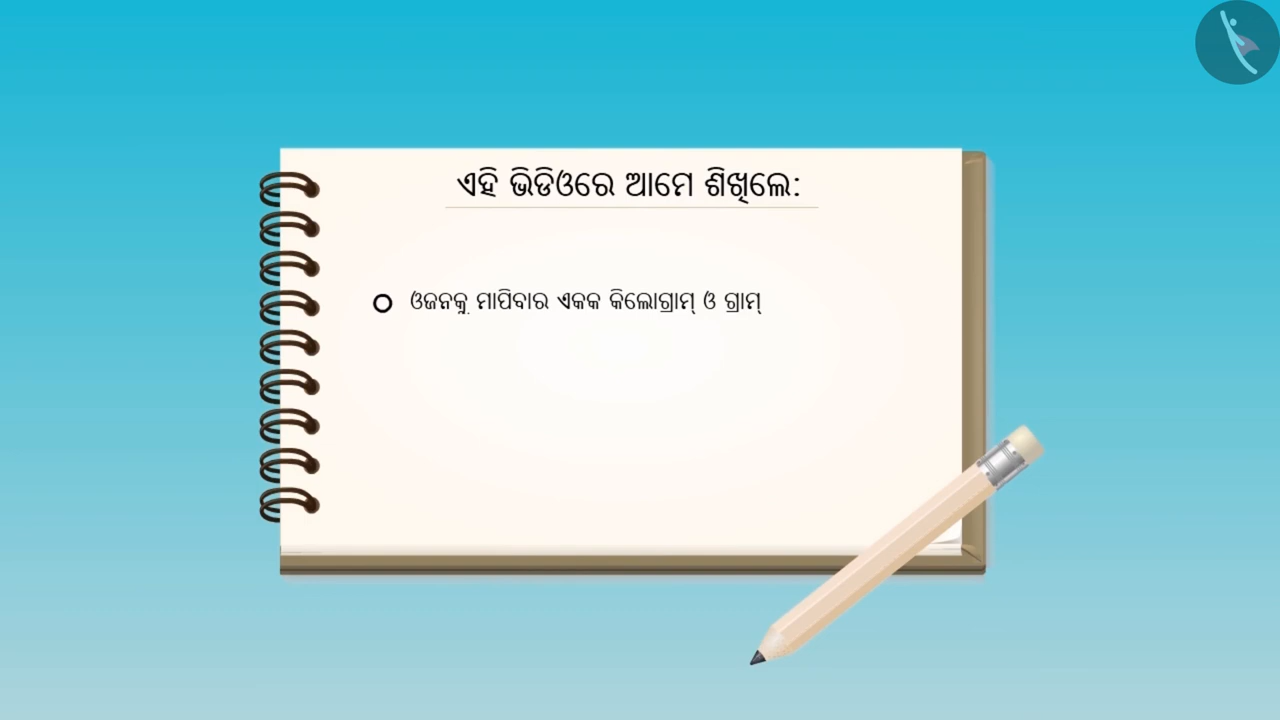 ଏହି ଭିଡିଓରେ ଆମେ ଶିଖିଲେ:
ଓଜନକୁ ମାପିବାର ଏକକ କିଲୋଗ୍ରାମ୍ ଓ ଗ୍ରାମ୍